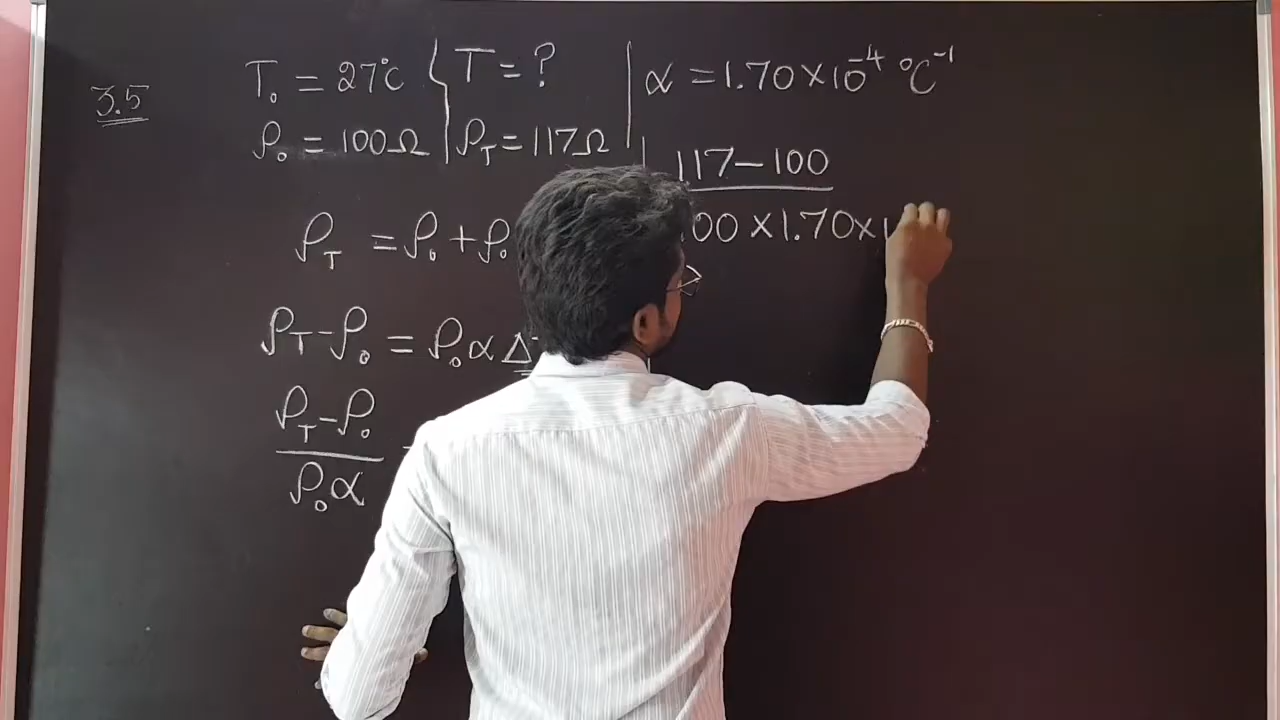 3.5
T₀ = 27°C
T = ?
α = 1.70 × 10⁻⁴ °C⁻¹
ρ₀ = 100Ω
ρ_T = 117Ω
117 – 100
00 × 1.70 ×
ρ_T = ρ₀ + ρ₀
ρ_T – ρ₀ = ρ₀ α Δ
ρ_T – ρ₀
ρ₀ α